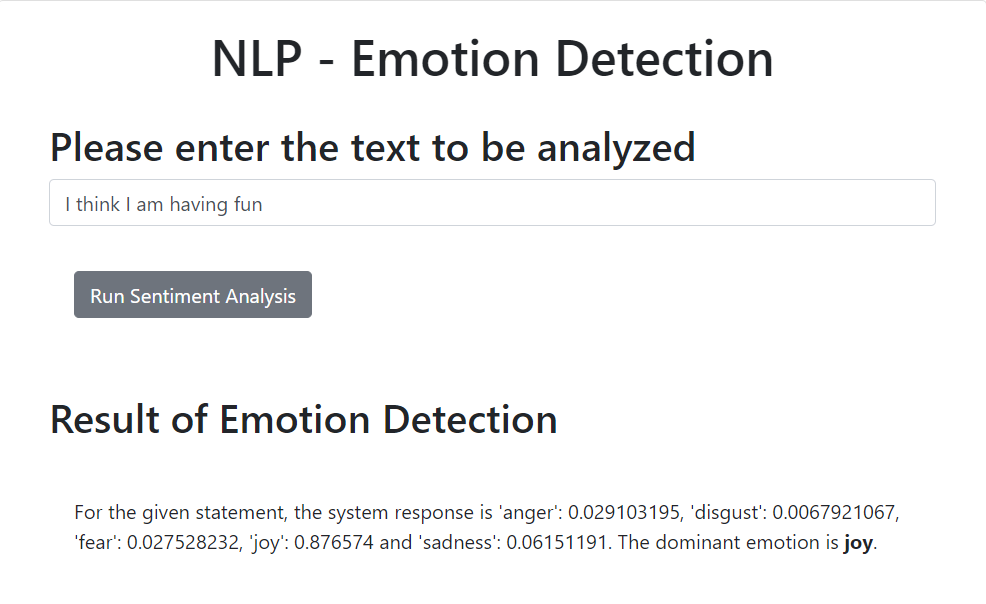 NLP - Emotion Detection
Please enter the text to be analyzed
I think I am having fun
Run Sentiment Analysis
Result of Emotion Detection
For the given statement, the system response is 'anger': 0.029103195, 'disgust': 0.0067921067,
'fear': 0.027528232, 'joy': 0.876574 and 'sadness': 0.06151191. The dominant emotion is joy.